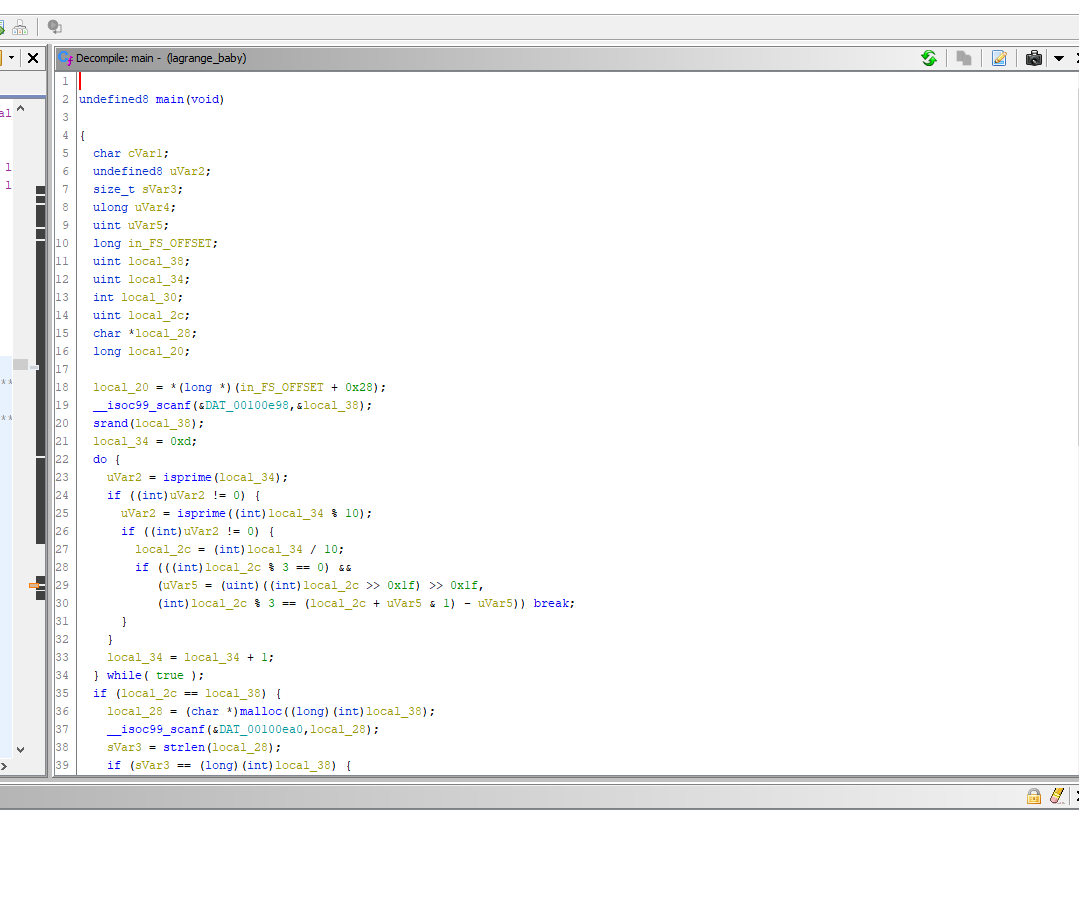 Decompile: main - (lagrange_baby)
1
2 undefined8 main(void)
3
4 {
5 char cVar1;
6 undefined8 uVar2;
7 size_t sVar3;
8 ulong uVar4;
9 uint uVar5;
10 long in_FS_OFFSET;
11 uint local_38;
12 uint local_34;
13 int local_30;
14 uint local_2c;
15 char *local_28;
16 long local_20;
17
18 local_20 = *(long *)(in_FS_OFFSET + 0x28);
19 __isoc99_scanf(&DAT_00100e98,&local_38);
20 srand(local_38);
21 local_34 = 0xd;
22 do {
23 uVar2 = isprime(local_34);
24 if ((int)uVar2 != 0) {
25 uVar2 = isprime((int)local_34 % 10);
26 if ((int)uVar2 != 0) {
27 local_2c = (int)local_34 / 10;
28 if (((int)local_2c % 3 == 0) &&
29 (uVar5 = (uint)((int)local_2c >> 0x1f) >> 0x1f,
30 (int)local_2c % 3 == (local_2c + uVar5 & 1) - uVar5)) break;
31 }
32 }
33 local_34 = local_34 + 1;
34 } while( true );
35 if (local_2c == local_38) {
36 local_28 = (char *)malloc((long)(int)local_38);
37 __isoc99_scanf(&DAT_00100ea0,local_28);
38 sVar3 = strlen(local_28);
39 if (sVar3 == (long)(int)local_38) {
al
l
l
**
**